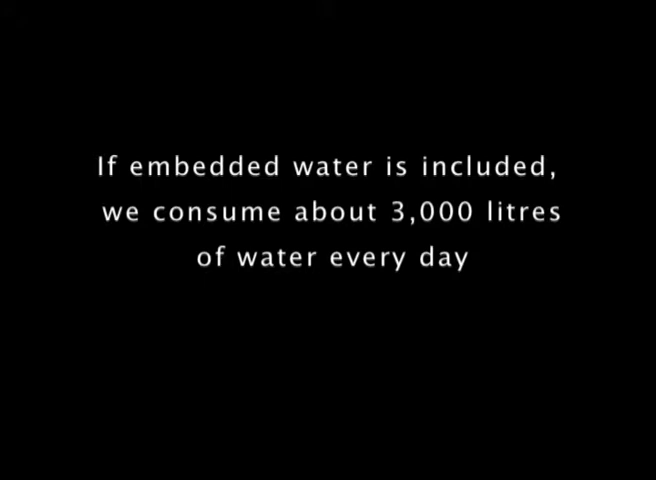 If embedded water is included,
we consume about 3,000 litres
of water every day